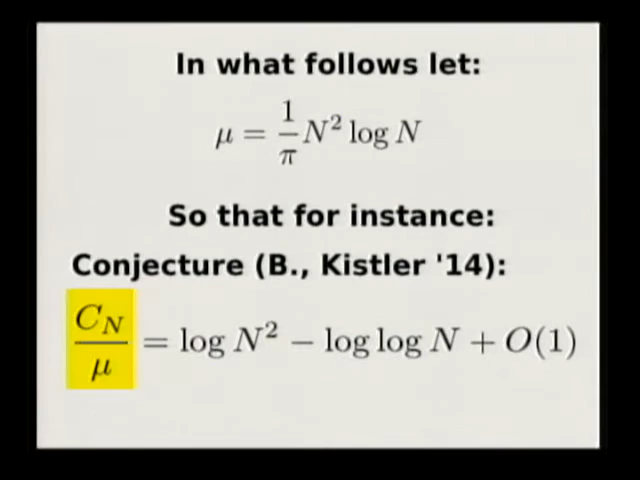 In what follows let:
μ = 1/π N² log N
So that for instance:
Conjecture (B., Kistler '14):
C_N/μ = log N² − log log N + O(1)